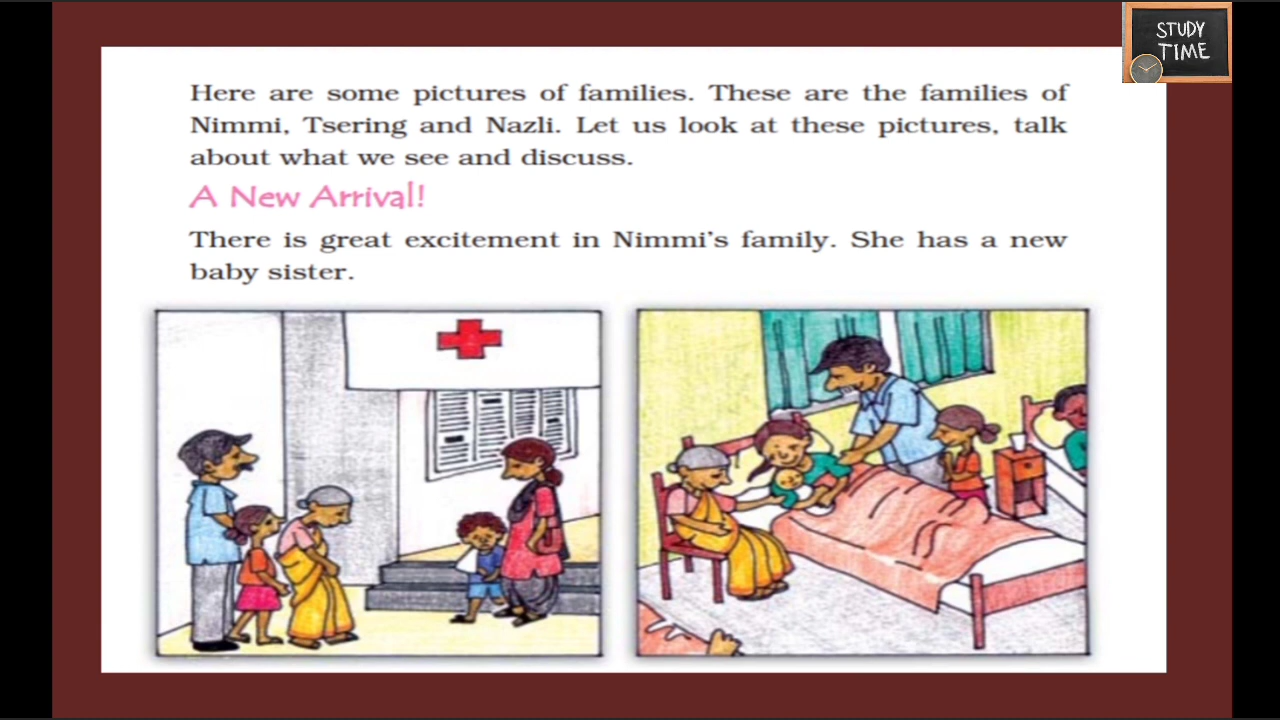 STUDY
TIME
Here are some pictures of families. These are the families of
Nimmi, Tsering and Nazli. Let us look at these pictures, talk
about what we see and discuss.
A New Arrival!
There is great excitement in Nimmi's family. She has a new
baby sister.